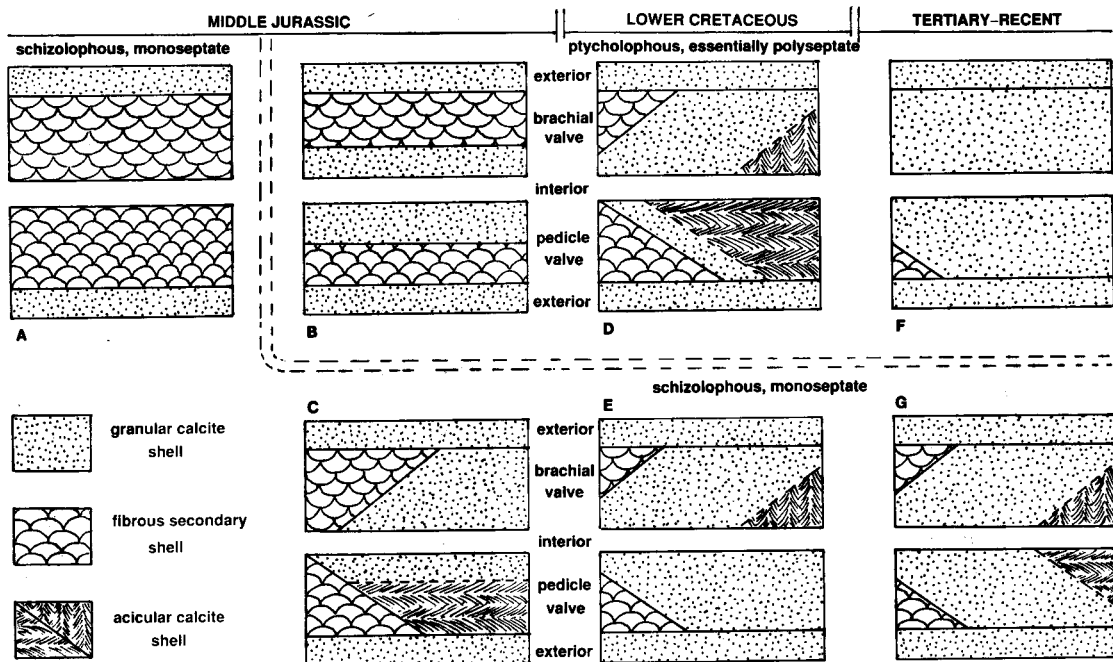 MIDDLE JURASSIC
LOWER CRETACEOUS
TERTIARY–RECENT
schizolophous, monoseptate
ptycholophous, essentially polyseptate
exterior
brachial
valve
interior
pedicle
valve
exterior
A
B
D
F
schizolophous, monoseptate
C
E
G
granular calcite
shell
fibrous secondary
shell
acicular calcite
shell
exterior
brachial
valve
interior
pedicle
valve
exterior